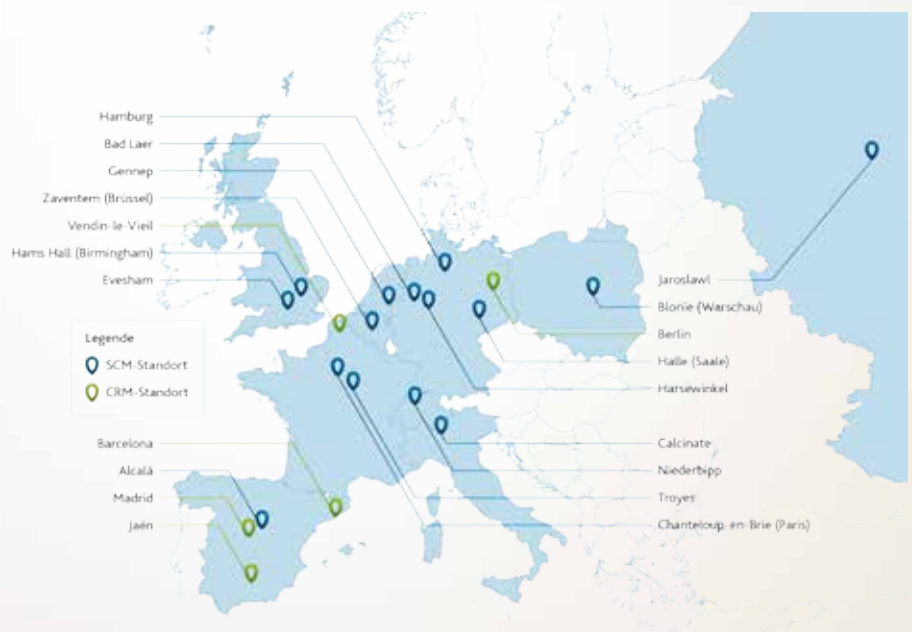 Hamburg
Bad Laer
Gennep
Zaventem (Brüssel)
Vendin-le-Vieil
Hams Hall (Birmingham)
Evesham
Legende
SCM-Standort
CRM-Standort
Barcelona
Alcalá
Madrid
Jaén
Jaroslawl
Blonie (Warschau)
Berlin
Halle (Saale)
Harsewinkel
Calcinate
Niederbipp
Troyes
Chanteloup-en-Brie (Paris)